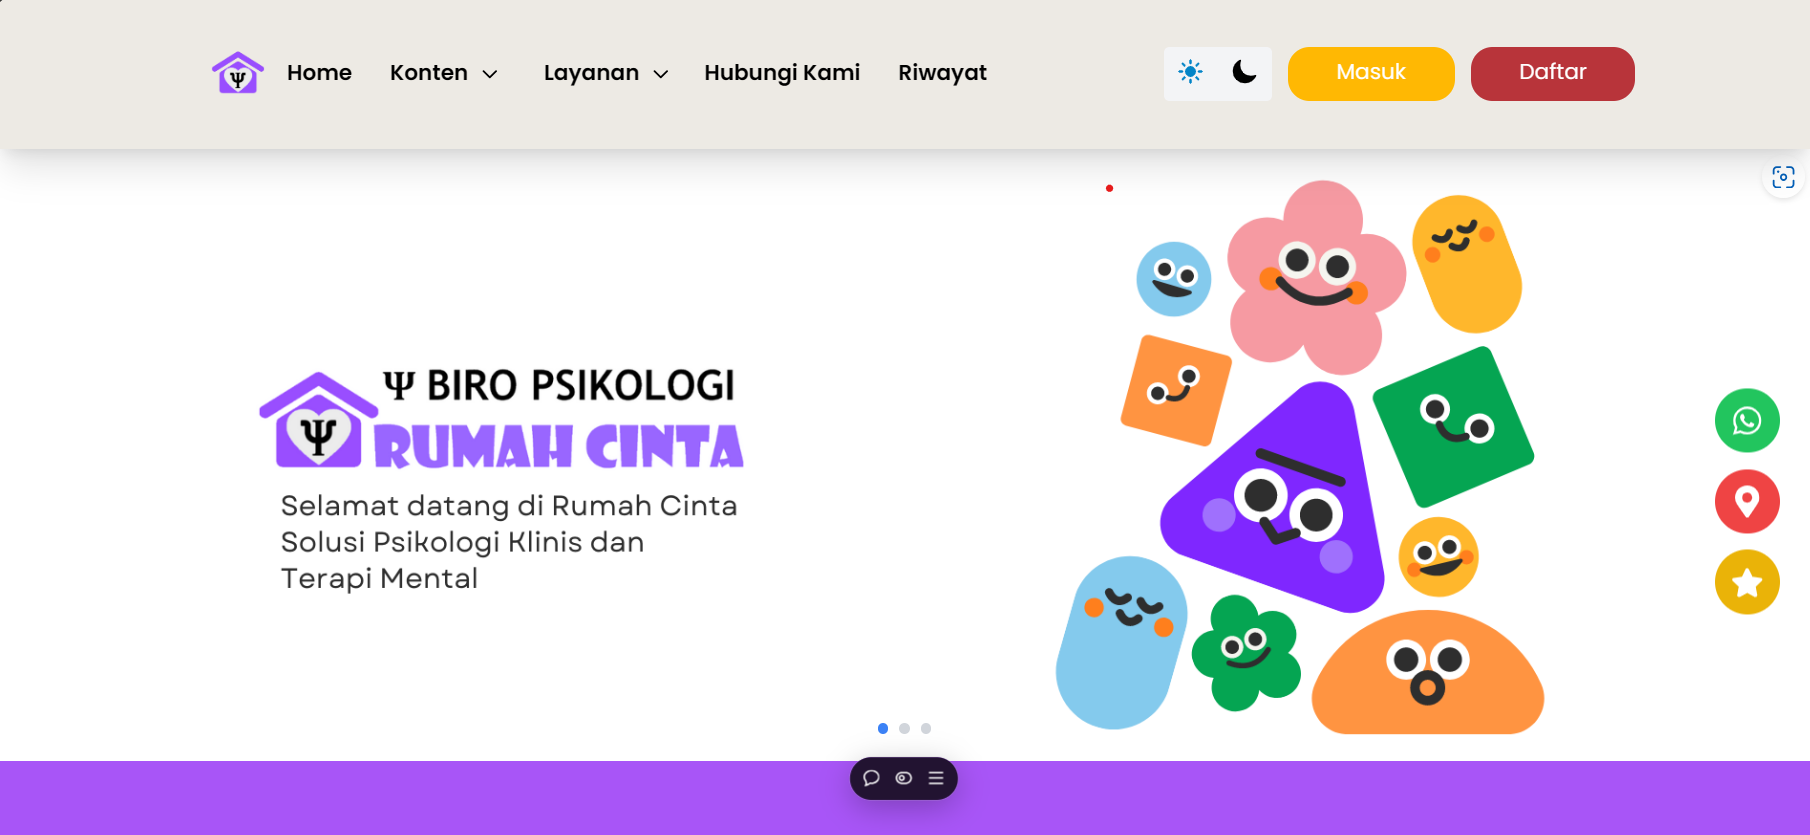 Home
Konten
Layanan
Hubungi Kami
Riwayat
Masuk
Daftar
Ψ BIRO PSIKOLOGI
Ψ RUMAH CINTA
Selamat datang di Rumah Cinta
Solusi Psikologi Klinis dan
Terapi Mental